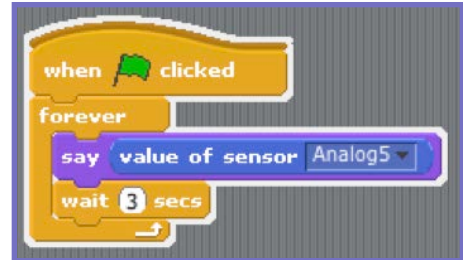 when clicked
forever
say value of sensor Analog5
wait 3 secs